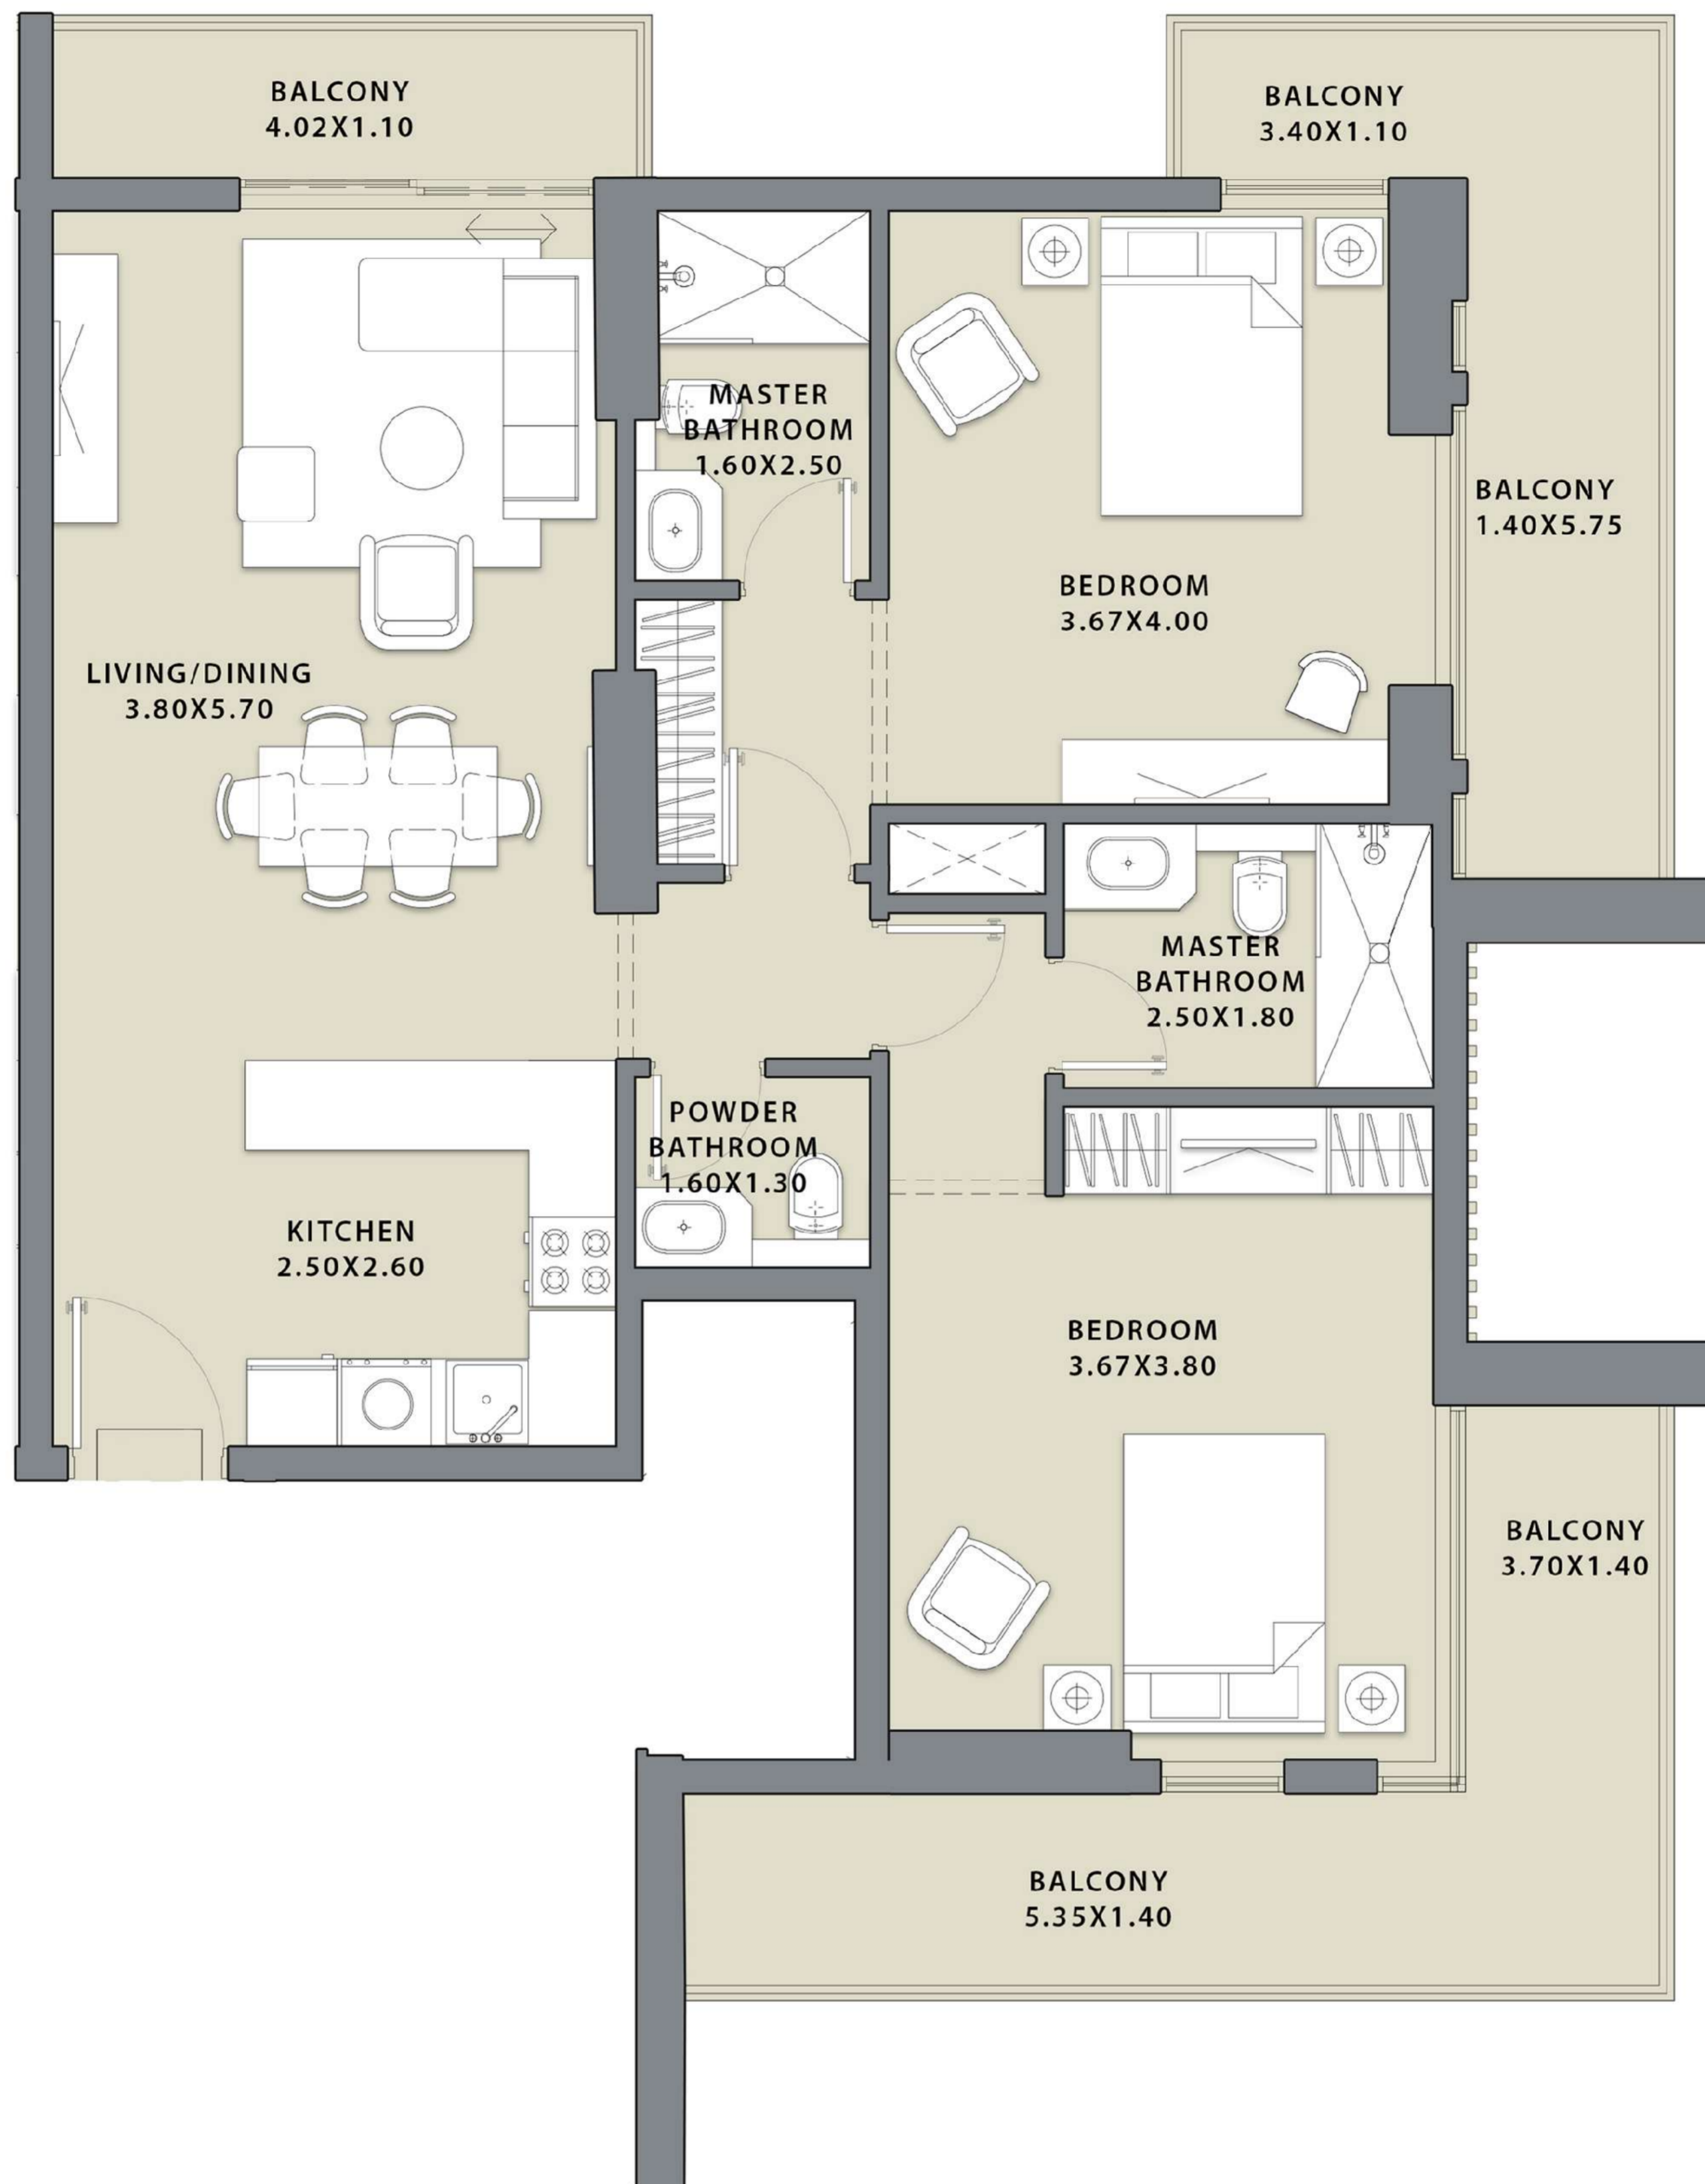 BALCONY
4.02X1.10
BALCONY
3.40X1.10
MASTER
BATHROOM
1.60X2.50
BALCONY
1.40X5.75
BEDROOM
3.67X4.00
LIVING/DINING
3.80X5.70
MASTER
BATHROOM
2.50X1.80
POWDER
BATHROOM
1.60X1.30
KITCHEN
2.50X2.60
BEDROOM
3.67X3.80
BALCONY
3.70X1.40
BALCONY
5.35X1.40